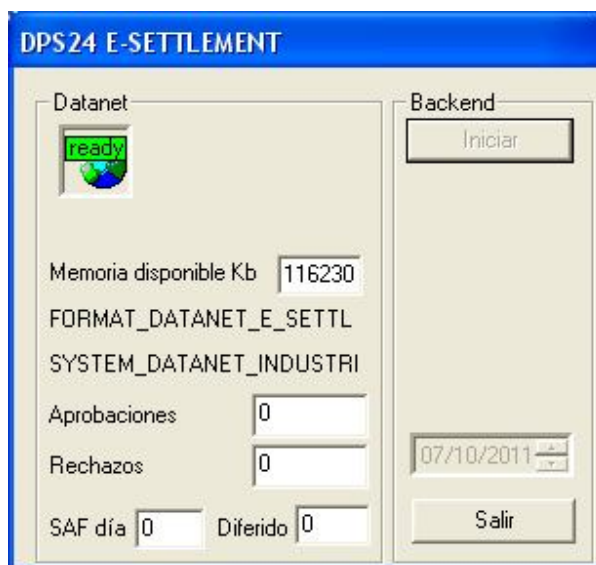 DPS24 E-SETTLEMENT
Datanet
ready
Memoria disponible Kb 116230
FORMAT_DATANET_E_SETTL
SYSTEM_DATANET_INDUSTRI
Aprobaciones 0
Rechazos 0
SAF día 0 Diferido 0
Backend
Iniciar
07/10/2011
Salir